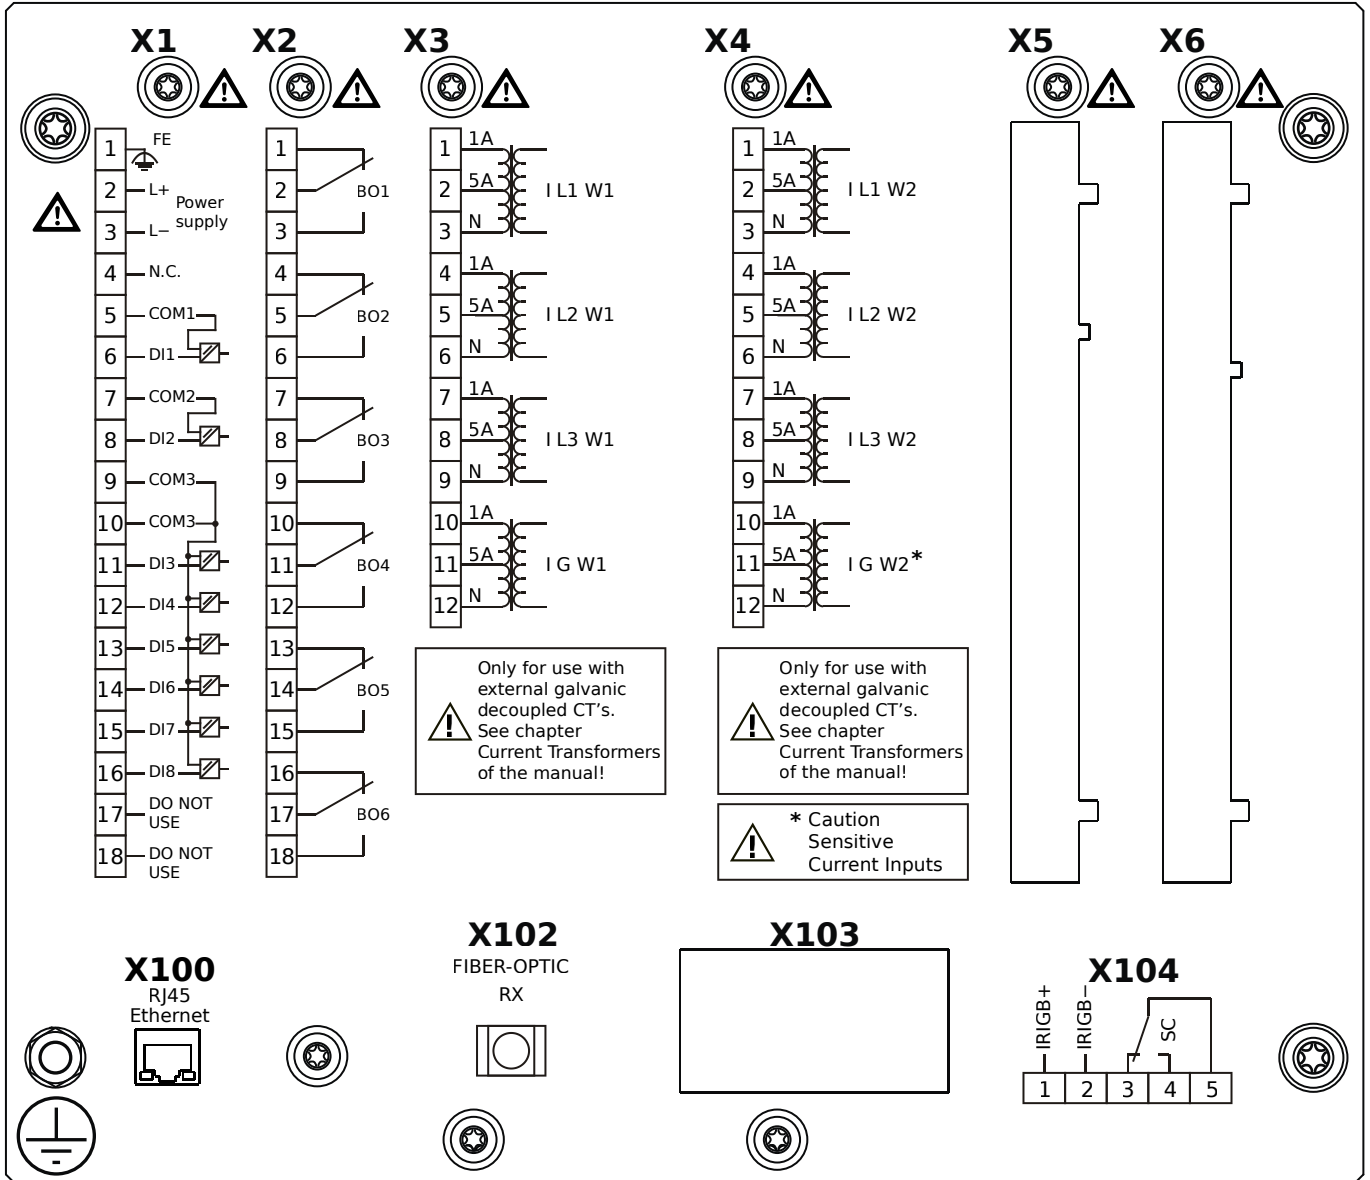 X1 X2 X3 X4 X5 X6
1 FE
2 L+
Power
supply
3 L−
4 N.C.
5 COM1
6 DI1
7 COM2
8 DI2
9 COM3
10 COM3
11 DI3
12 DI4
13 DI5
14 DI6
15 DI7
16 DI8
17 DO NOT
USE
18 DO NOT
USE
1
2 BO1
3
4
5 BO2
6
7
8 BO3
9
10
11 BO4
12
13
14 BO5
15
16
17 BO6
18
1 1A
2 5A I L1 W1
3 N
4 1A
5 5A I L2 W1
6 N
7 1A
8 5A I L3 W1
9 N
10 1A
11 5A I G W1
12 N
Only for use with
external galvanic
decoupled CT's.
See chapter
Current Transformers
of the manual!
1 1A
2 5A I L1 W2
3 N
4 1A
5 5A I L2 W2
6 N
7 1A
8 5A I L3 W2
9 N
10 1A
11 5A I G W2*
12 N
Only for use with
external galvanic
decoupled CT's.
See chapter
Current Transformers
of the manual!
* Caution
Sensitive
Current Inputs
X100
RJ45
Ethernet
X102
FIBER-OPTIC
RX
X103
X104
IRIGB+
IRIGB−
SC
1 2 3 4 5